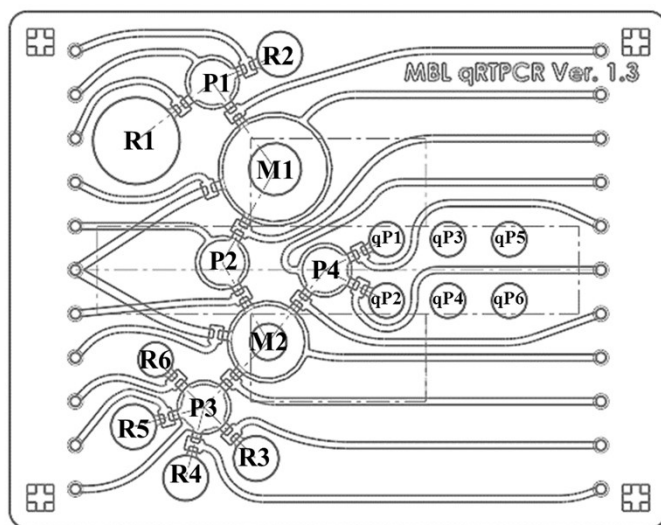 R2
P1
MBL qRTPCR Ver. 1.3
R1
M1
qP1 qP3 qP5
P2
P4
qP2 qP4 qP6
M2
R6
P3
R5
R3
R4